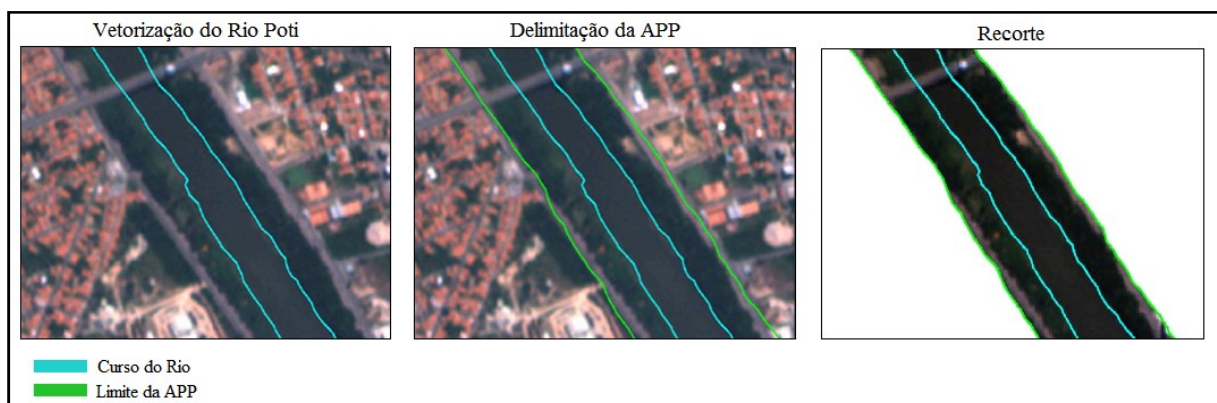 Vetorização do Rio Poti
Delimitação da APP
Recorte
Curso do Rio
Limite da APP